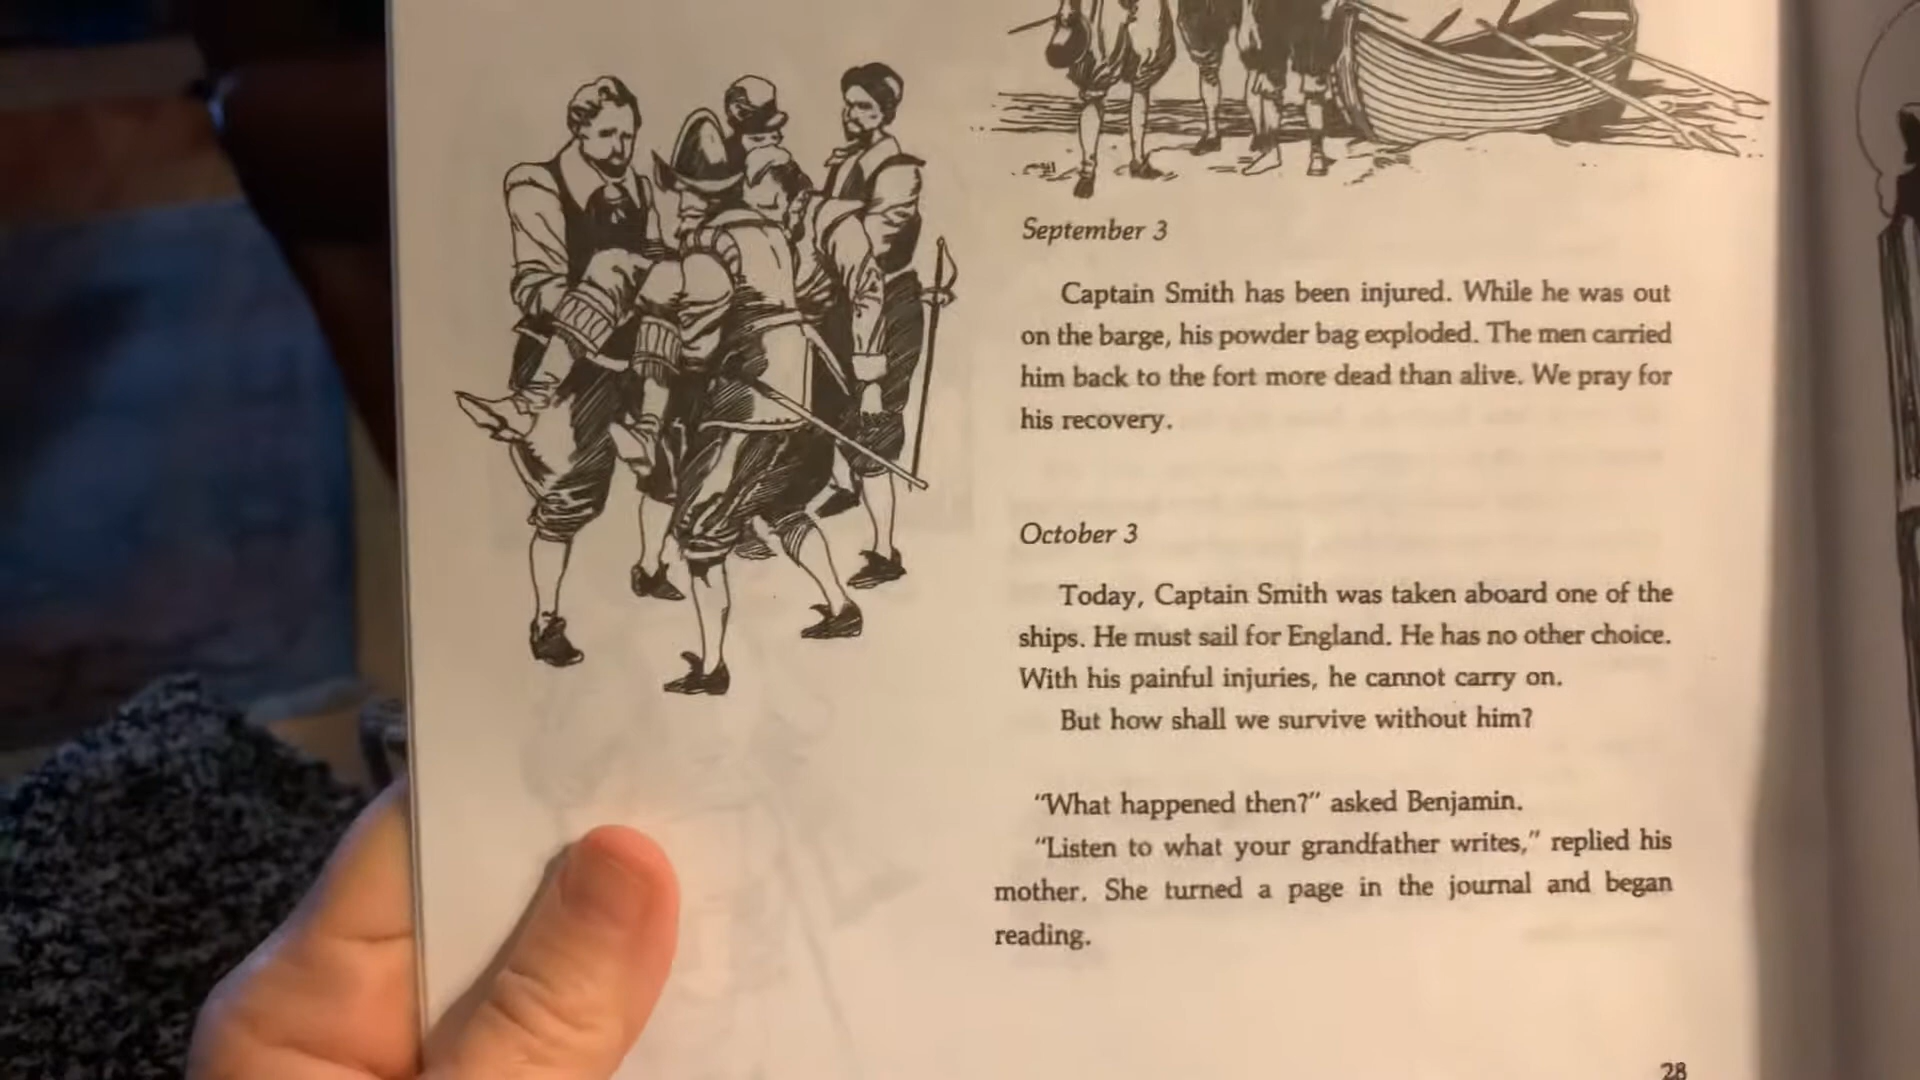 September 3
Captain Smith has been injured. While he was out
on the barge, his powder bag exploded. The men carried
him back to the fort more dead than alive. We pray for
his recovery.
October 3
Today, Captain Smith was taken aboard one of the
ships. He must sail for England. He has no other choice.
With his painful injuries, he cannot carry on.
But how shall we survive without him?
"What happened then?" asked Benjamin.
"Listen to what your grandfather writes," replied his
mother. She turned a page in the journal and began
reading.
28